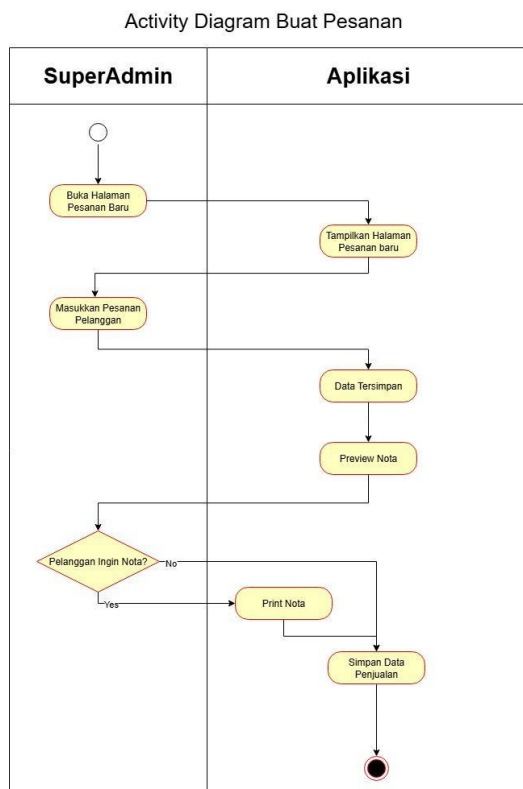 Activity Diagram Buat Pesanan
SuperAdmin
Aplikasi
Buka Halaman
Pesanan Baru
Tampilkan Halaman
Pesanan baru
Masukkan Pesanan
Pelanggan
Data Tersimpan
Preview Nota
Pelanggan Ingin Nota?
No
Yes
Print Nota
Simpan Data
Penjualan